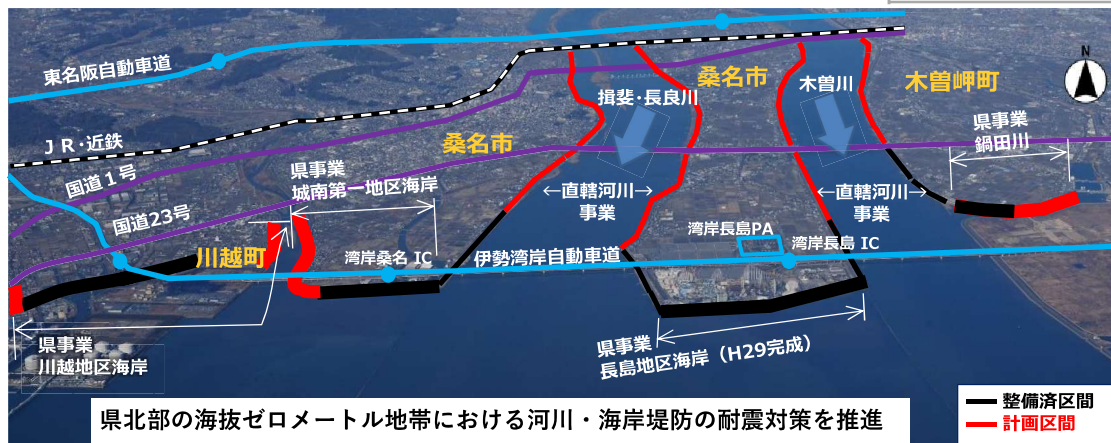 東名阪自動車道
JR・近鉄
国道1号
国道23号
桑名市
揖斐・長良川
桑名市
木曽川
木曽岬町
N
県事業
鍋田川
県事業
城南第一地区海岸
←直轄河川→
事業
←直轄河川→
事業
川越町
湾岸桑名 IC
伊勢湾岸自動車道
湾岸長島PA
湾岸長島 IC
県事業
川越地区海岸
県事業
長島地区海岸（H29完成）
県北部の海抜ゼロメートル地帯における河川・海岸堤防の耐震対策を推進
整備済区間
計画区間